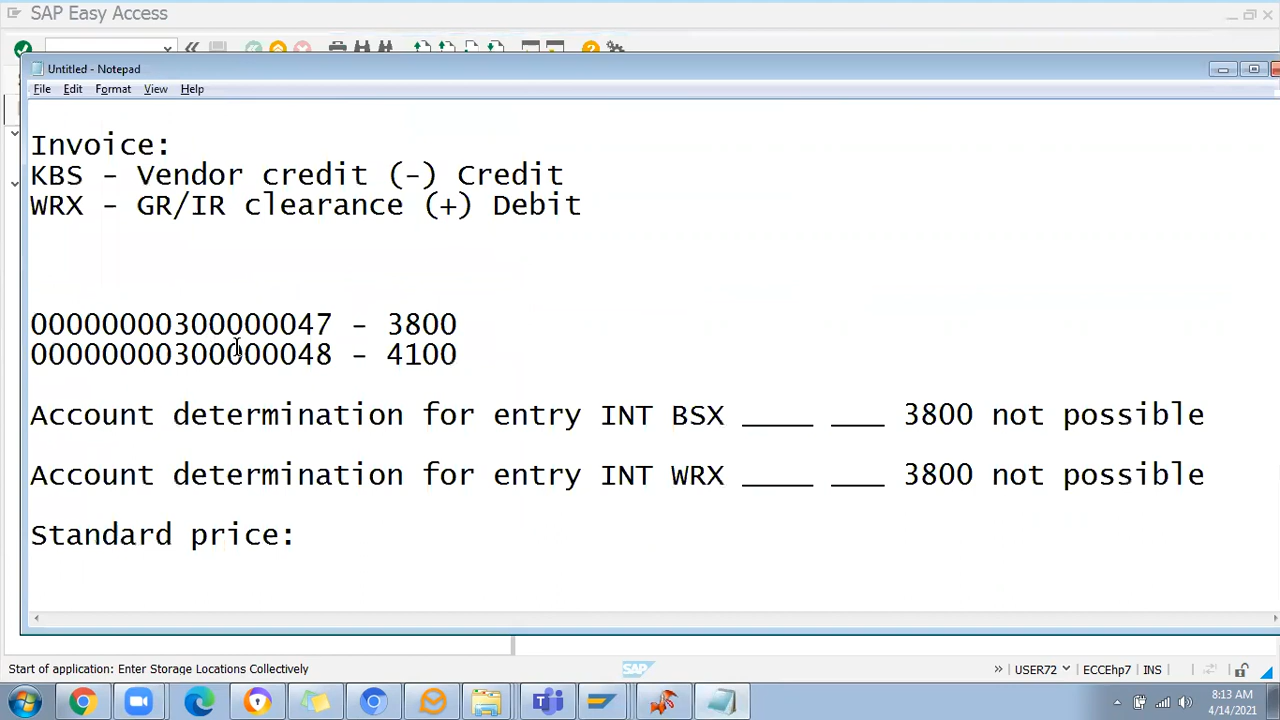 SAP Easy Access
Untitled - Notepad
File Edit Format View Help
Invoice:
KBS - Vendor credit (-) Credit
WRX - GR/IR clearance (+) Debit
00000000300000047 - 3800
00000000300000048 - 4100
Account determination for entry INT BSX ____ ___ 3800 not possible
Account determination for entry INT WRX ____ ___ 3800 not possible
Standard price:
Start of application: Enter Storage Locations Collectively
SAP
» USER72 ECCEhp7 INS
8:13 AM
4/14/2021